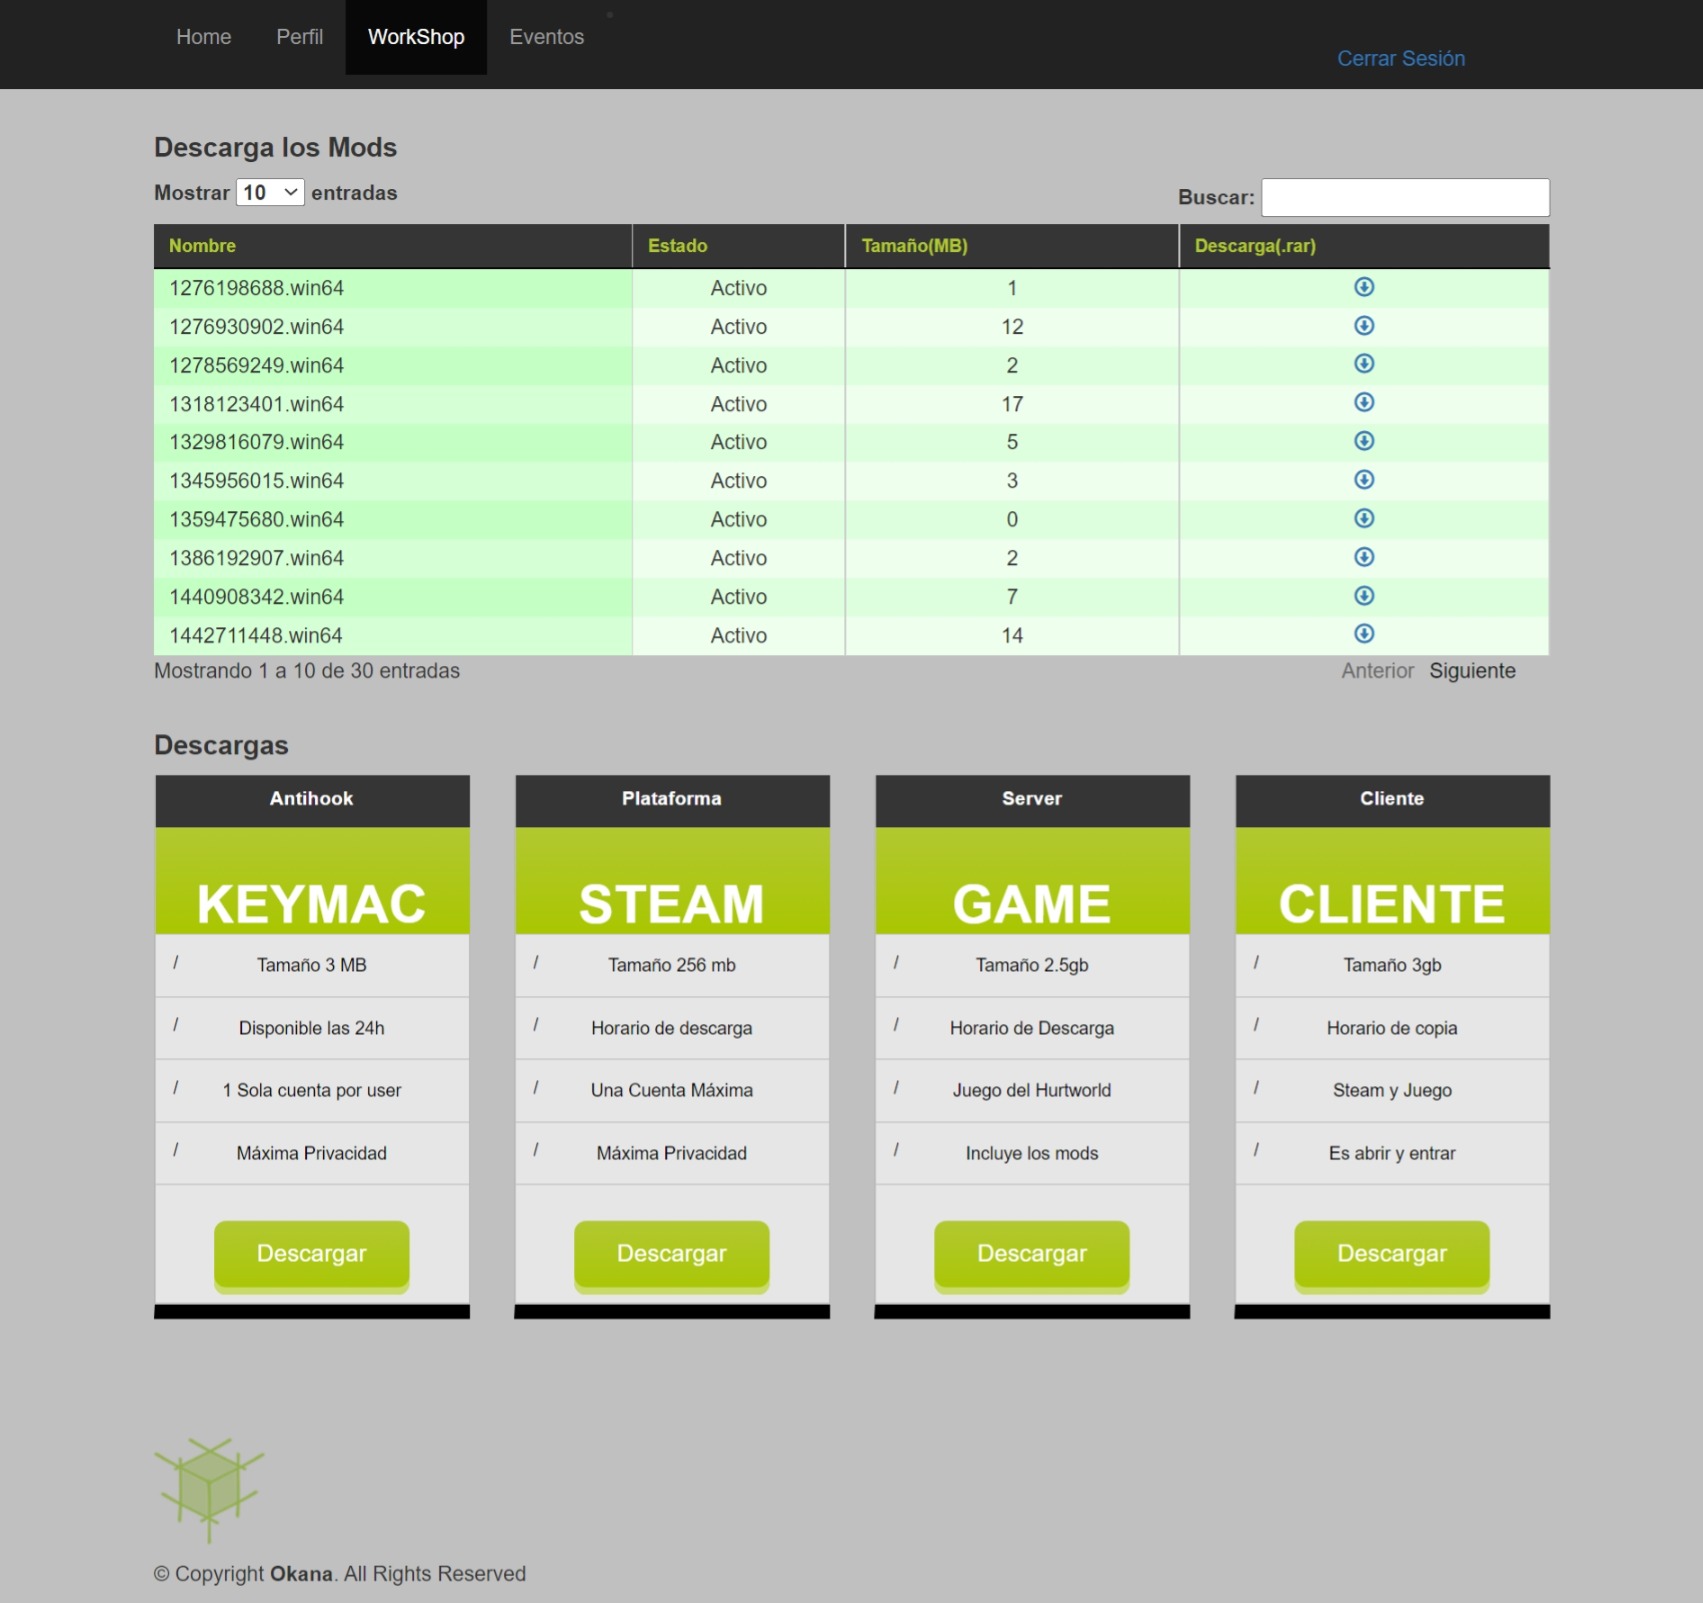 Home Perfil WorkShop Eventos
Cerrar Sesión
Descarga los Mods
Mostrar 10 entradas
Buscar:
Nombre Estado Tamaño(MB) Descarga(.rar)
1276198688.win64 Activo 1
1276930902.win64 Activo 12
1278569249.win64 Activo 2
1318123401.win64 Activo 17
1329816079.win64 Activo 5
1345956015.win64 Activo 3
1359475680.win64 Activo 0
1386192907.win64 Activo 2
1440908342.win64 Activo 7
1442711448.win64 Activo 14
Mostrando 1 a 10 de 30 entradas
Anterior Siguiente
Descargas
Antihook
KEYMAC
/ Tamaño 3 MB
/ Disponible las 24h
/ 1 Sola cuenta por user
/ Máxima Privacidad
Descargar
Plataforma
STEAM
/ Tamaño 256 mb
/ Horario de descarga
/ Una Cuenta Máxima
/ Máxima Privacidad
Descargar
Server
GAME
/ Tamaño 2.5gb
/ Horario de Descarga
/ Juego del Hurtworld
/ Incluye los mods
Descargar
Cliente
CLIENTE
/ Tamaño 3gb
/ Horario de copia
/ Steam y Juego
/ Es abrir y entrar
Descargar
© Copyright Okana. All Rights Reserved